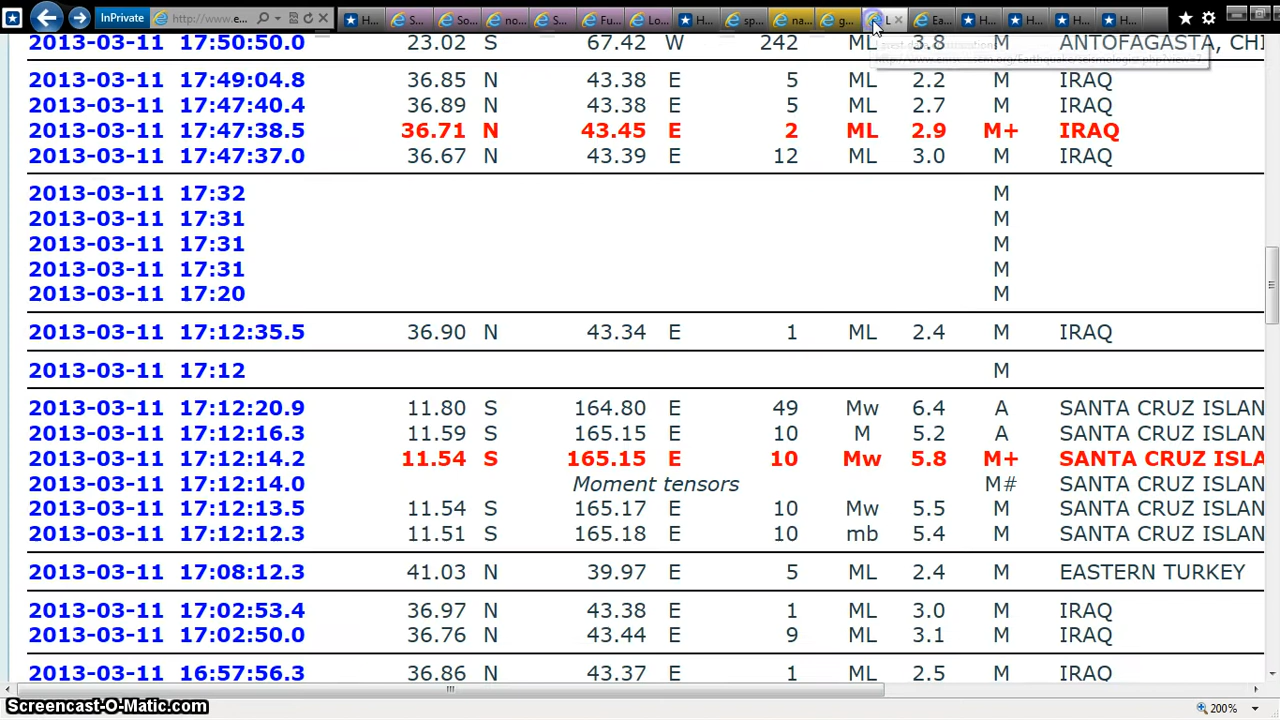 InPrivate http://www.e... H... S... So... no... S... Fu... Lo... H... sp... na... g... L Ea... H... H... H... H...
2013-03-11 17:50:50.0 23.02 S 67.42 W 242 ML 3.8 M ANTOFAGASTA, CHI
2013-03-11 17:49:04.8 36.85 N 43.38 E 5 ML 2.2 M IRAQ
2013-03-11 17:47:40.4 36.89 N 43.38 E 5 ML 2.7 M IRAQ
2013-03-11 17:47:38.5 36.71 N 43.45 E 2 ML 2.9 M+ IRAQ
2013-03-11 17:47:37.0 36.67 N 43.39 E 12 ML 3.0 M IRAQ
2013-03-11 17:32 M
2013-03-11 17:31 M
2013-03-11 17:31 M
2013-03-11 17:31 M
2013-03-11 17:20 M
2013-03-11 17:12:35.5 36.90 N 43.34 E 1 ML 2.4 M IRAQ
2013-03-11 17:12 M
2013-03-11 17:12:20.9 11.80 S 164.80 E 49 Mw 6.4 A SANTA CRUZ ISLAN
2013-03-11 17:12:16.3 11.59 S 165.15 E 10 M 5.2 A SANTA CRUZ ISLAN
2013-03-11 17:12:14.2 11.54 S 165.15 E 10 Mw 5.8 M+ SANTA CRUZ ISLA
2013-03-11 17:12:14.0 Moment tensors M# SANTA CRUZ ISLAN
2013-03-11 17:12:13.5 11.54 S 165.17 E 10 Mw 5.5 M SANTA CRUZ ISLAN
2013-03-11 17:12:12.3 11.51 S 165.18 E 10 mb 5.4 M SANTA CRUZ ISLAN
2013-03-11 17:08:12.3 41.03 N 39.97 E 5 ML 2.4 M EASTERN TURKEY
2013-03-11 17:02:53.4 36.97 N 43.38 E 1 ML 3.0 M IRAQ
2013-03-11 17:02:50.0 36.76 N 43.44 E 9 ML 3.1 M IRAQ
2013-03-11 16:57:56.3 36.86 N 43.37 E 1 ML 2.5 M IRAQ
Screencast-O-Matic.com 200%